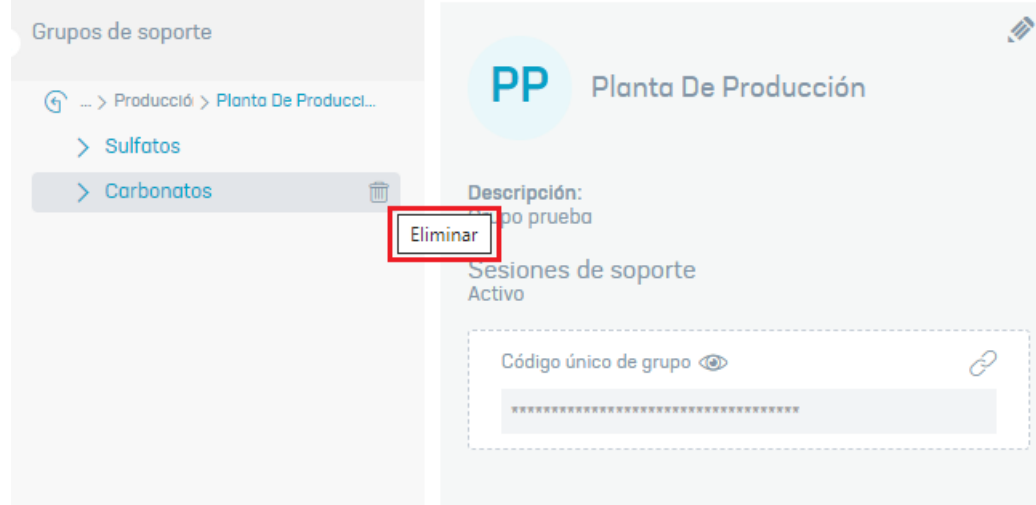 Grupos de soporte
... > Producció > Planta De Producci...
Sulfatos
Carbonatos
Eliminar
PP
Planta De Producción
Descripción:
Grupo prueba
Sesiones de soporte
Activo
Código único de grupo
************************************